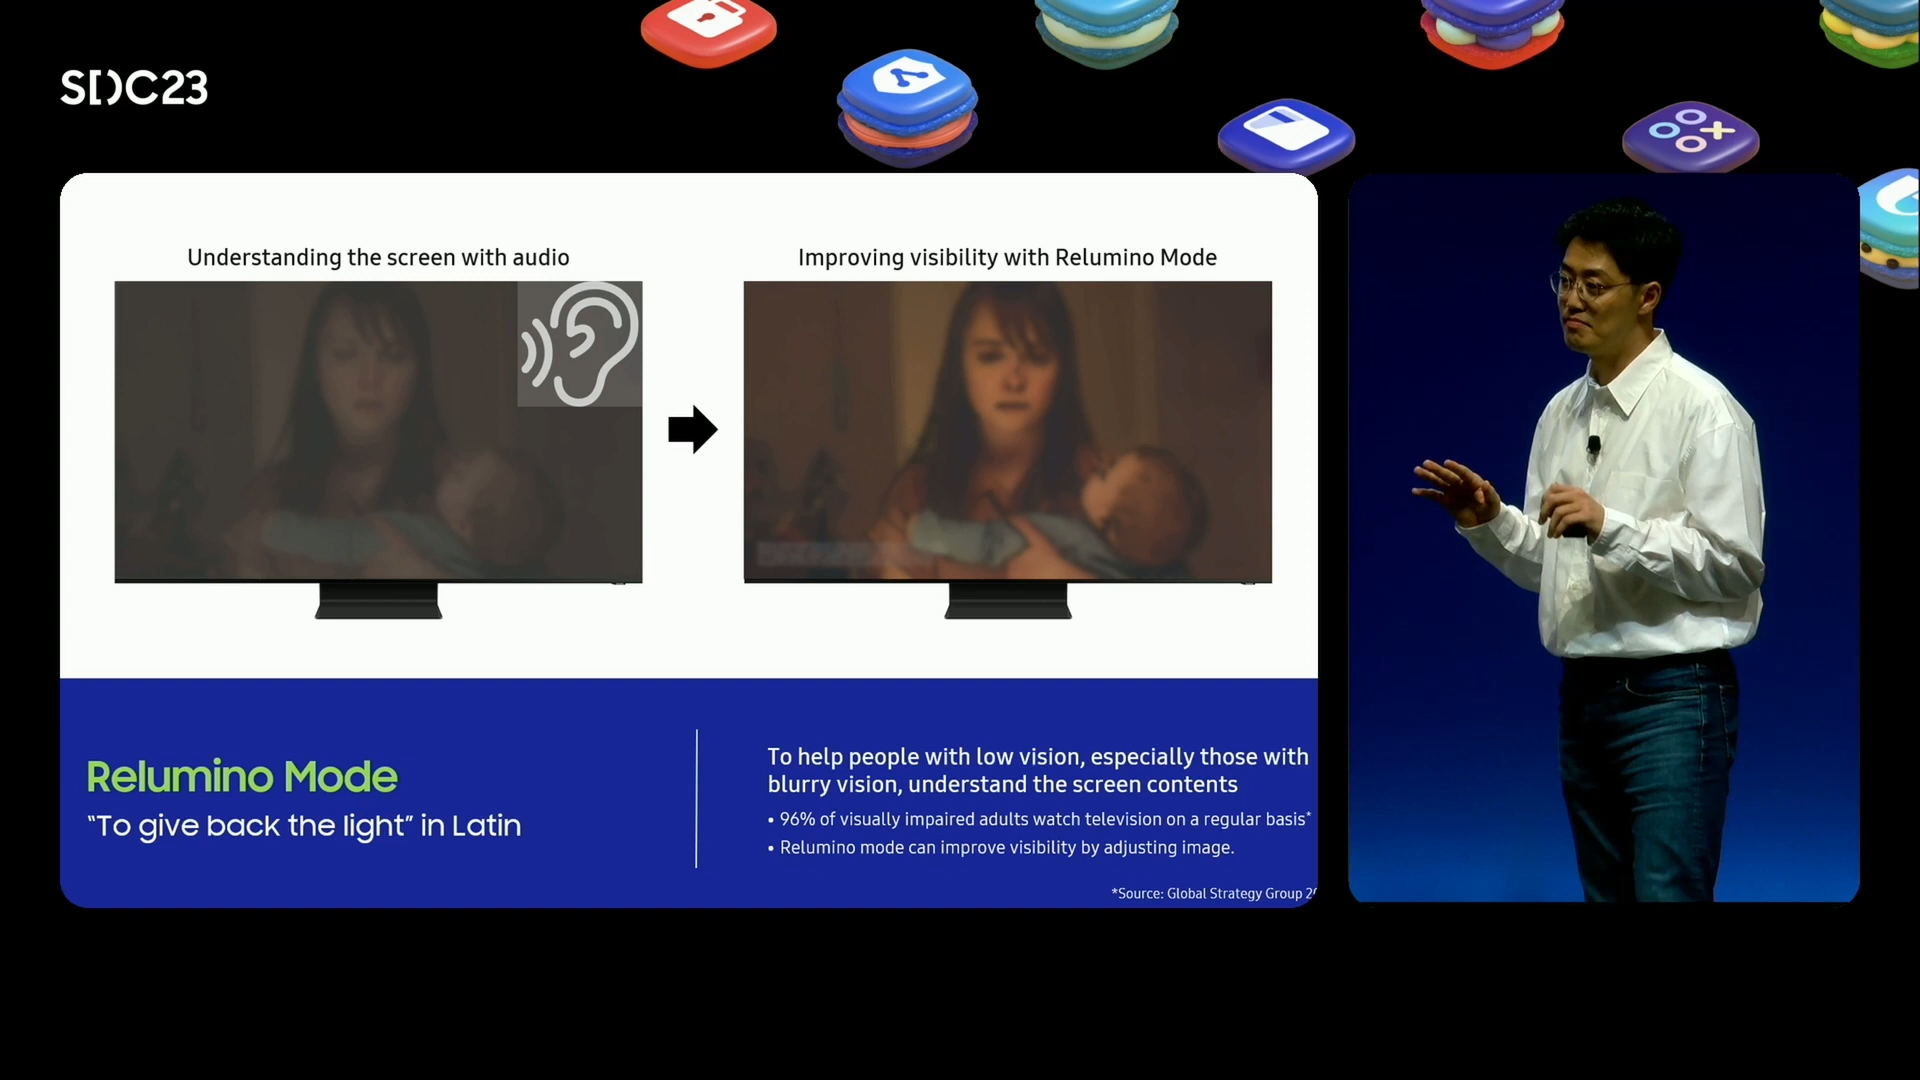 SDC23
Understanding the screen with audio
Improving visibility with Relumino Mode
Relumino Mode
"To give back the light" in Latin
To help people with low vision, especially those with
blurry vision, understand the screen contents
• 96% of visually impaired adults watch television on a regular basis*
• Relumino mode can improve visibility by adjusting image.
*Source: Global Strategy Group